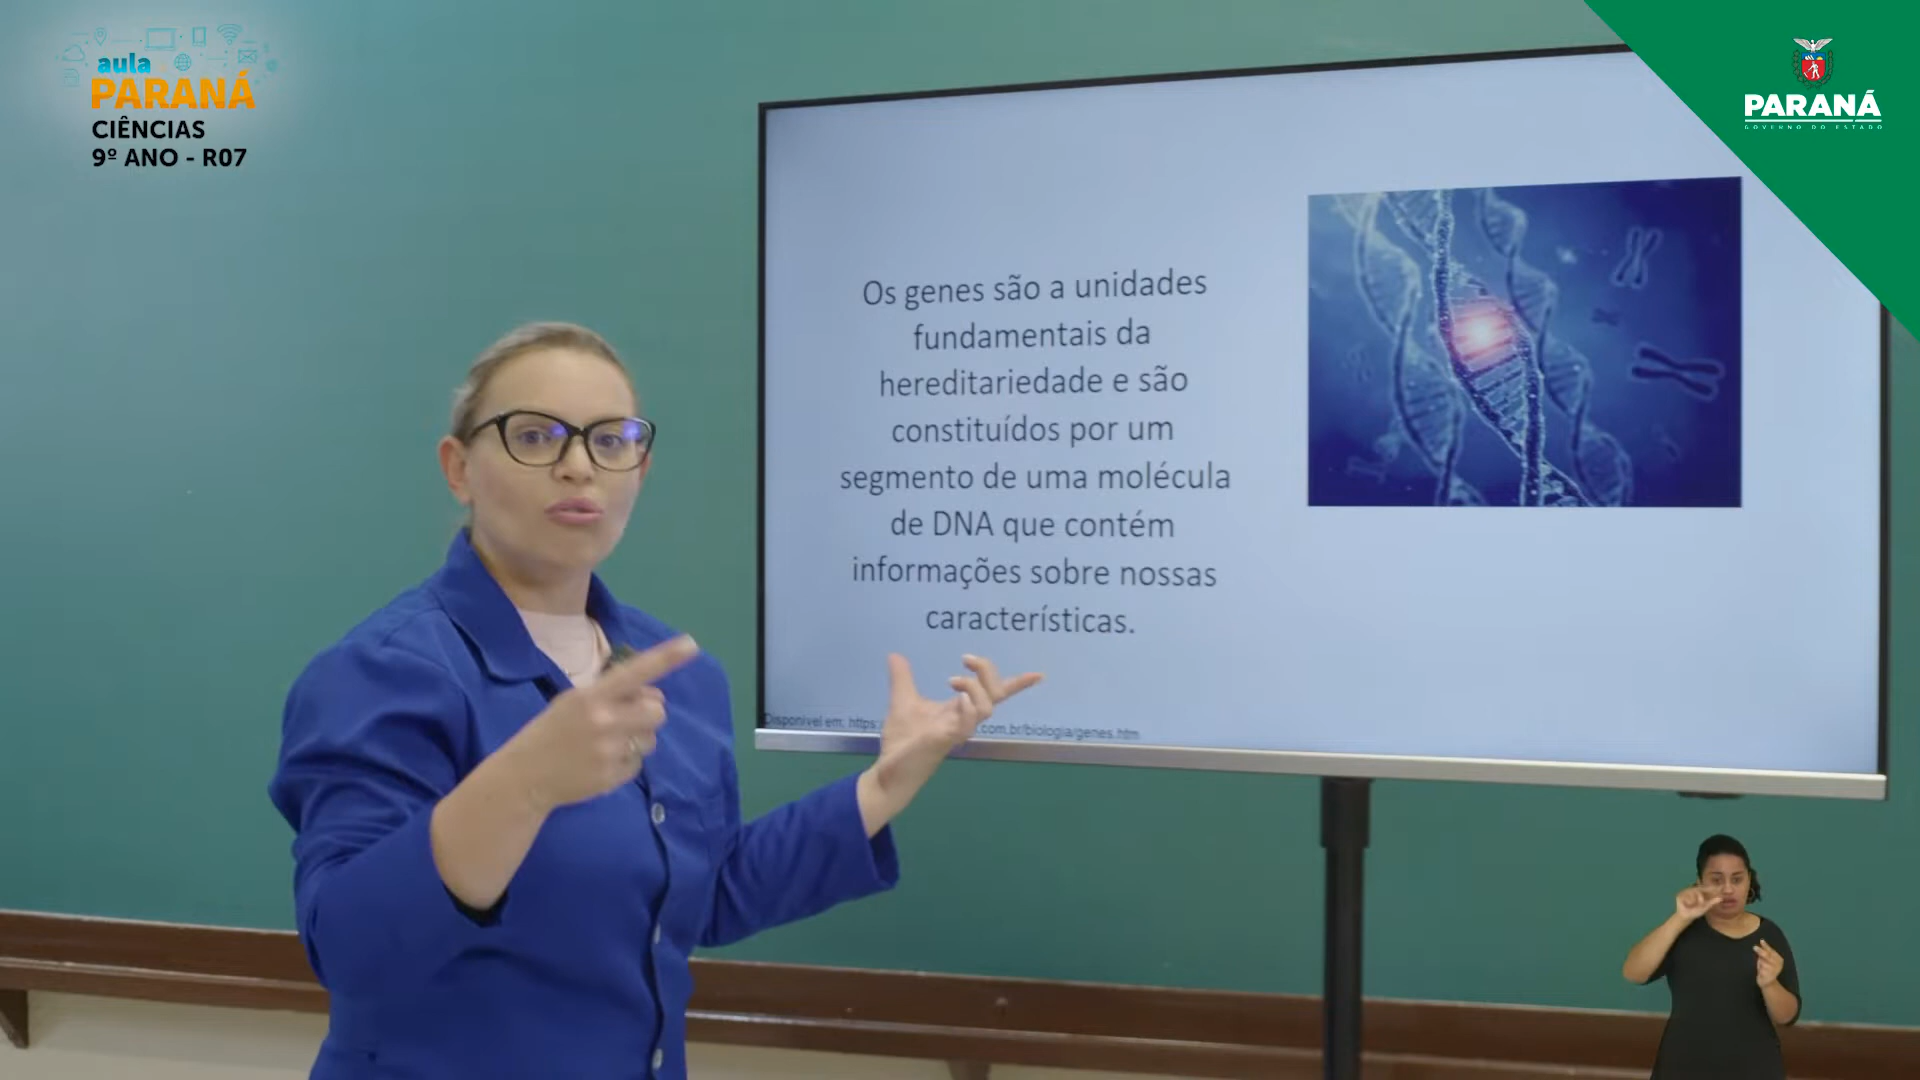 aula
PARANÁ
CIÊNCIAS
9º ANO - R07
PARANÁ
GOVERNO DO ESTADO
Os genes são a unidades
fundamentais da
hereditariedade e são
constituídos por um
segmento de uma molécula
de DNA que contém
informações sobre nossas
características.
Disponível em: https:
.com.br/biologia/genes.htm